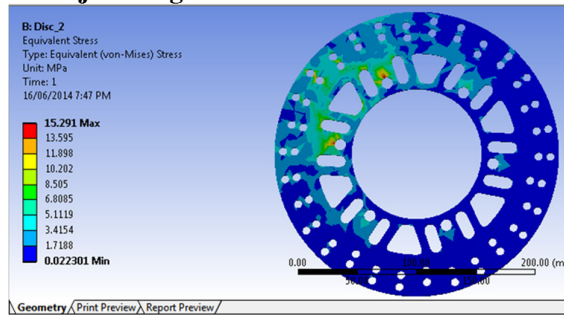 B: Disc_2
Equivalent Stress
Type: Equivalent (von-Mises) Stress
Unit: MPa
Time: 1
16/06/2014 7:47 PM
15.291 Max
13.595
11.898
10.202
8.505
6.8085
5.1119
3.4154
1.7188
0.022301 Min
0.00
200.00 (m
Geometry Print Preview Report Preview